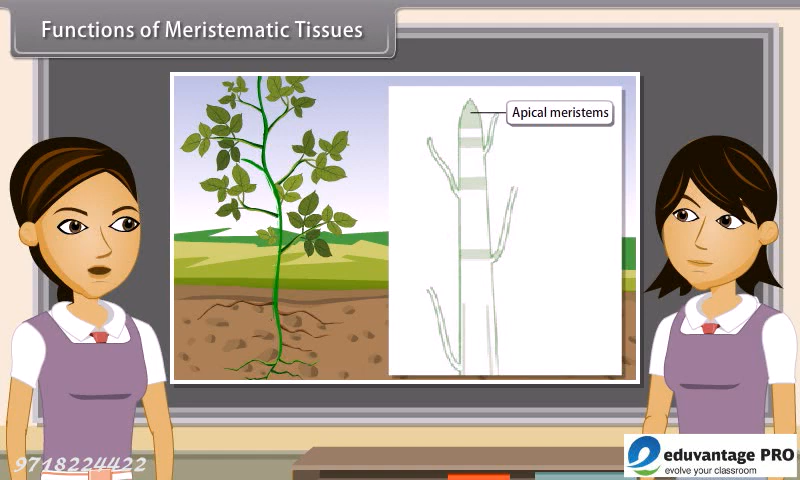 Functions of Meristematic Tissues
Apical meristems
9718224422
eduvantage PRO
evolve your classroom